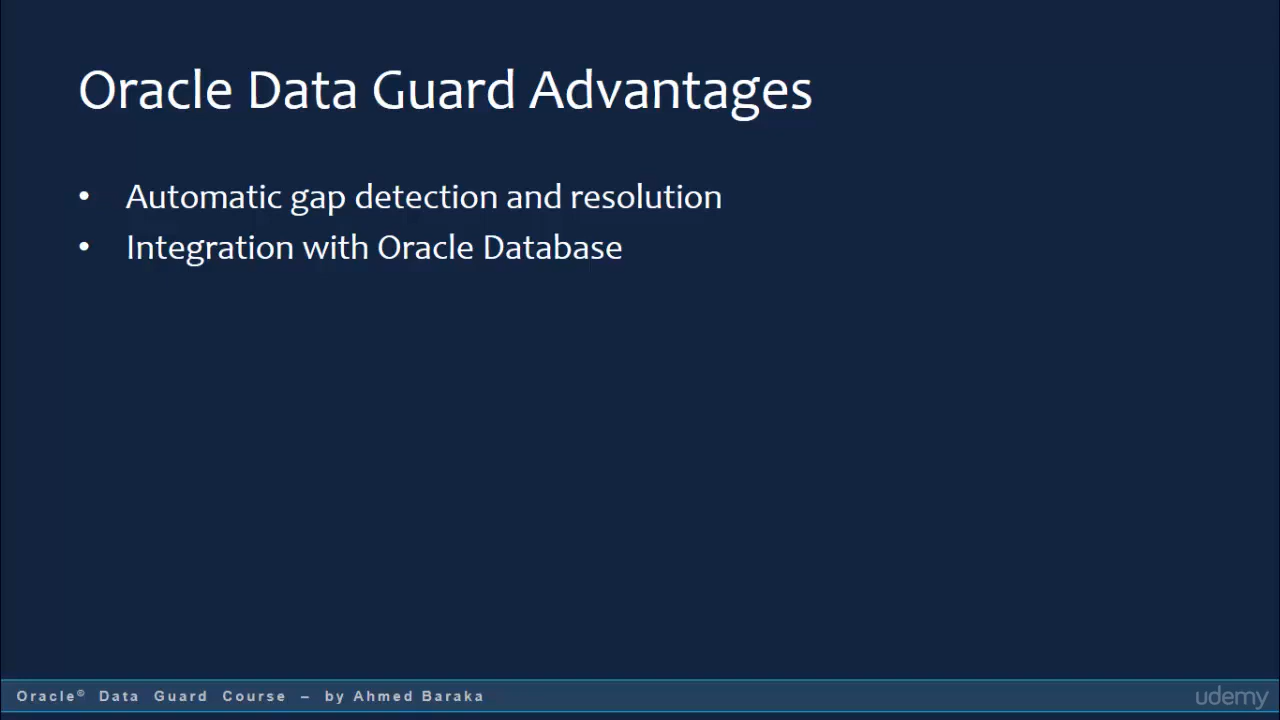 Oracle Data Guard Advantages
• Automatic gap detection and resolution
• Integration with Oracle Database
Oracle® Data Guard Course – by Ahmed Baraka
udemy